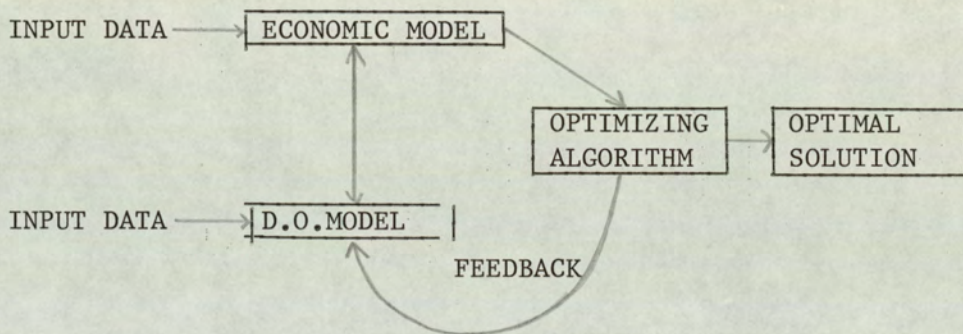 INPUT DATA ECONOMIC MODEL
OPTIMIZING OPTIMAL
ALGORITHM SOLUTION
INPUT DATA D.O.MODEL
FEEDBACK